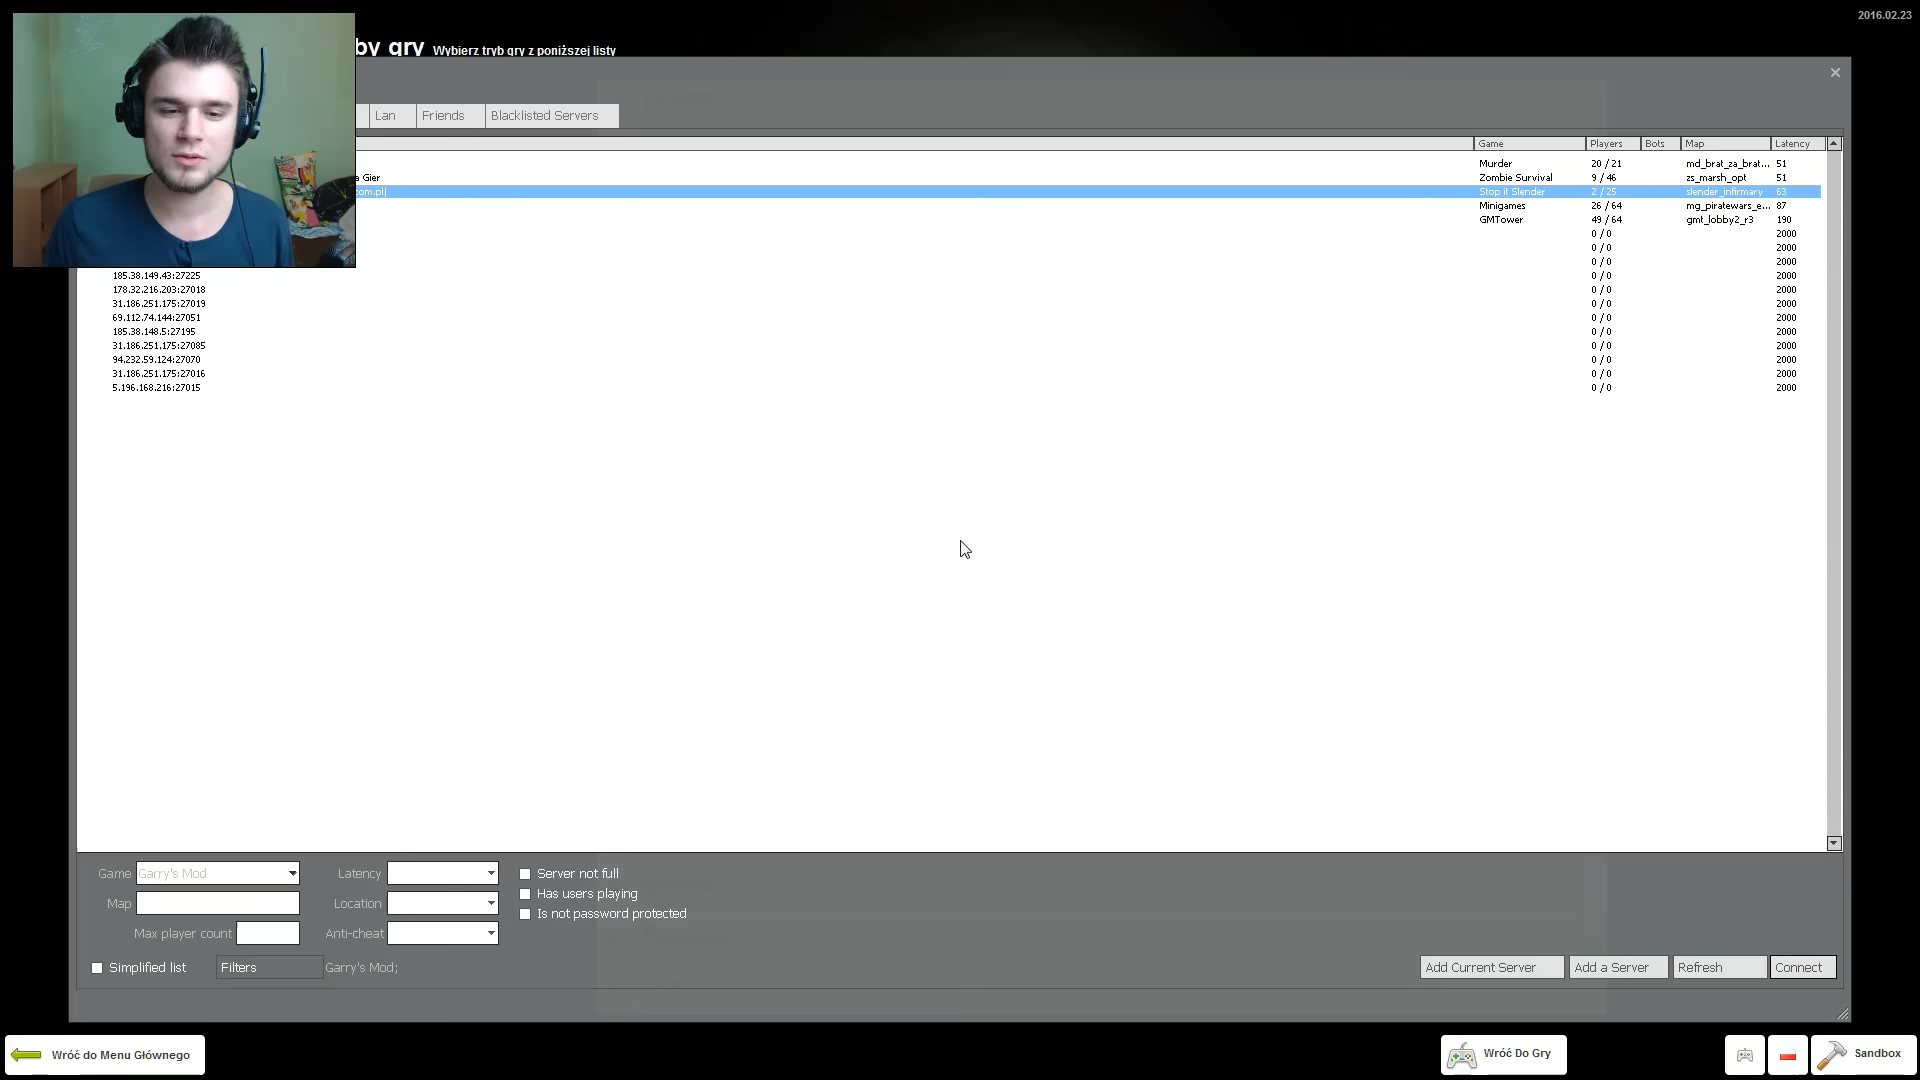 2016.02.23
by gry Wybierz tryb gry z poniższej listy
Lan Friends Blacklisted Servers
Game Players Bots Map Latency
Murder 20 / 21 md_brat_za_brat... 51
a Gier Zombie Survival 9 / 46 zs_marsh_opt 51
com.pl| Stop it Slender 2 / 25 slender_infirmary 63
Minigames 26 / 64 mg_piratewars_e... 87
GMTower 49 / 64 gmt_lobby2_r3 190
0 / 0 2000
0 / 0 2000
0 / 0 2000
185.38.149.43:27225 0 / 0 2000
178.32.216.203:27018 0 / 0 2000
31.186.251.175:27019 0 / 0 2000
69.112.74.144:27051 0 / 0 2000
185.38.148.5:27195 0 / 0 2000
31.186.251.175:27085 0 / 0 2000
94.232.59.124:27070 0 / 0 2000
31.186.251.175:27016 0 / 0 2000
5.196.168.216:27015 0 / 0 2000
Game Garry's Mod Latency Server not full
Map Location Has users playing
Is not password protected
Max player count Anti-cheat
Simplified list Filters Garry's Mod; Add Current Server Add a Server Refresh Connect
Wróć do Menu Głównego Wróć Do Gry Sandbox